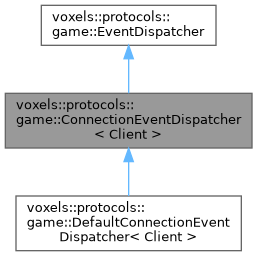 voxels::protocols::
game::EventDispatcher
voxels::protocols::
game::ConnectionEventDispatcher
< Client >
voxels::protocols::
game::DefaultConnectionEvent
Dispatcher< Client >